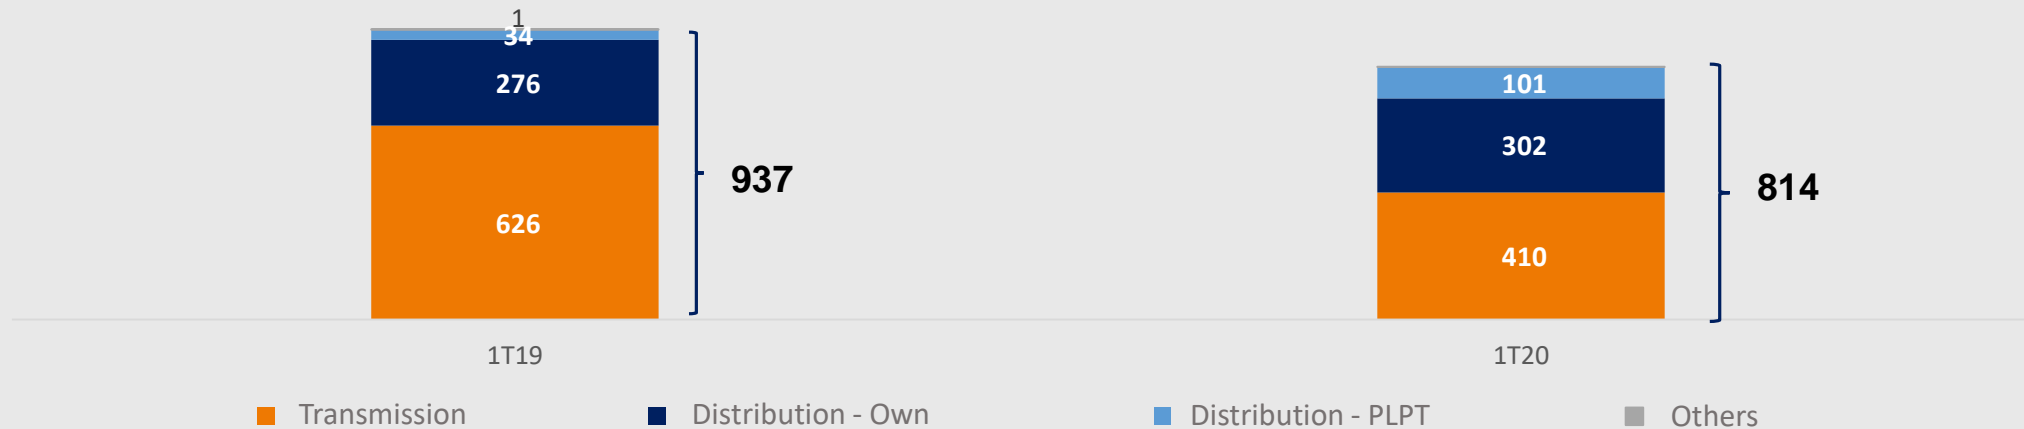 1
34
276
626
937
101
302
410
814
1T19
1T20
Transmission
Distribution - Own
Distribution - PLPT
Others